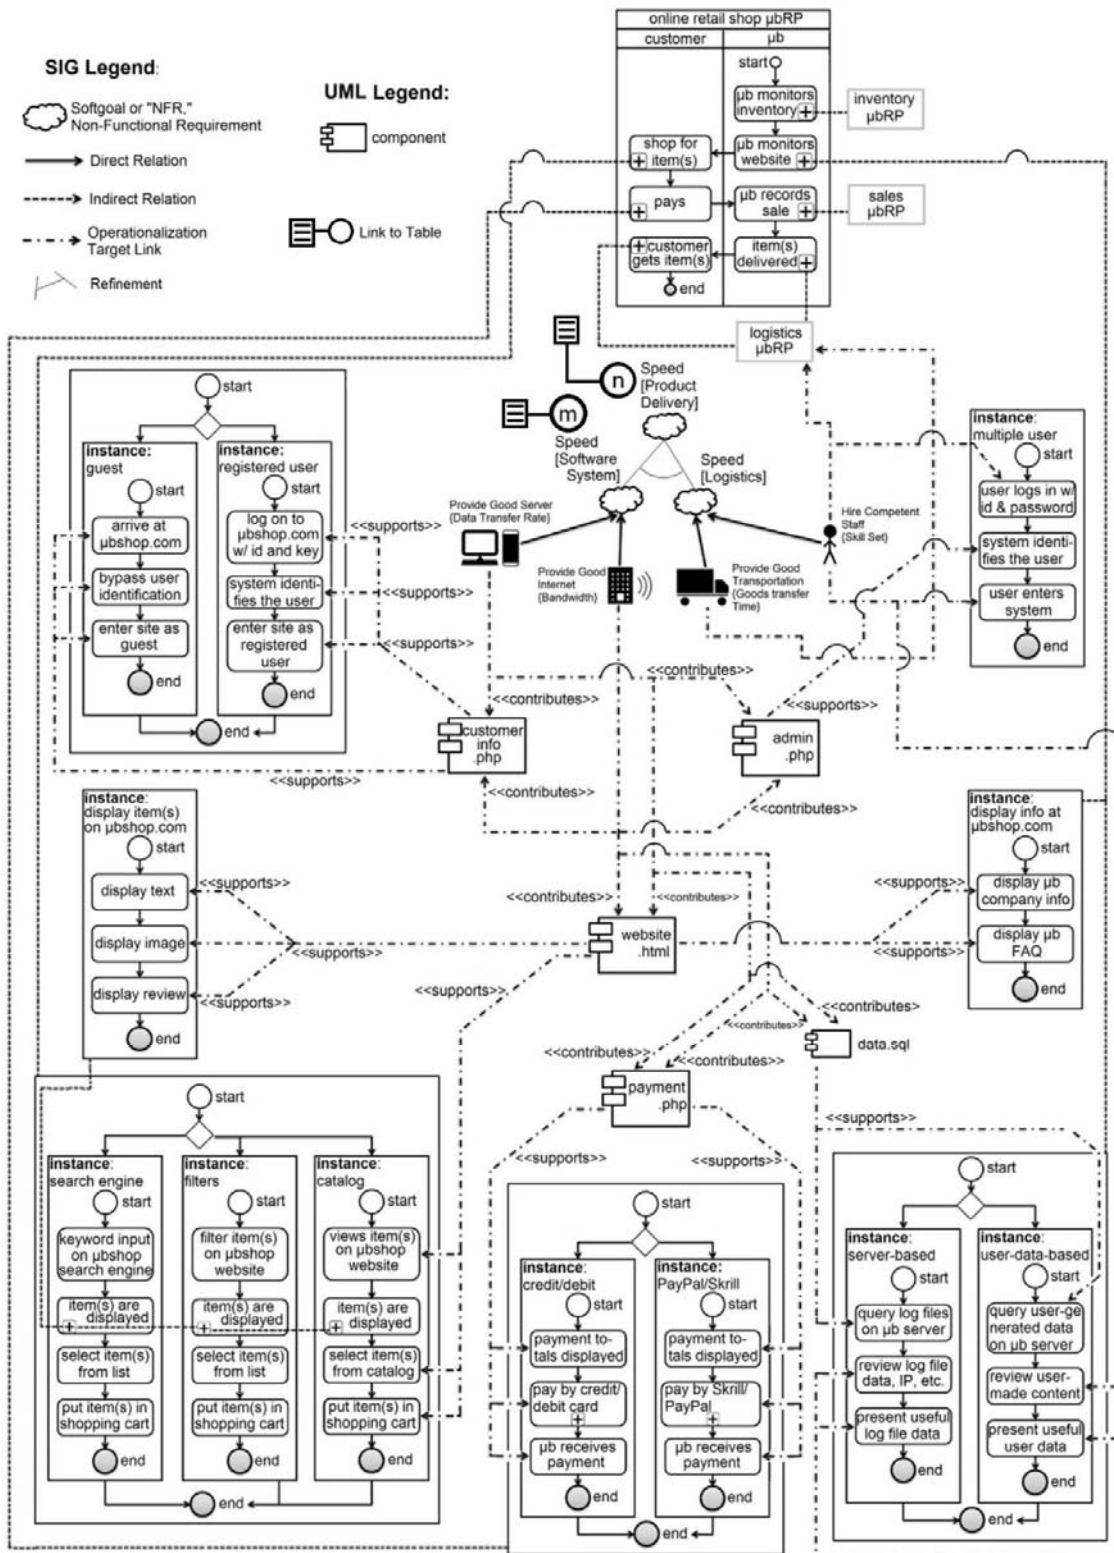 online retail shop µbRP
customer
µb
start
µb monitors
inventory
inventory
µbRP
shop for
item(s)
µb monitors
website
pays
µb records
sale
sales
µbRP
customer
gets item(s)
item(s)
delivered
end
logistics
µbRP
SIG Legend:
Softgoal or "NFR,"
Non-Functional Requirement
Direct Relation
Indirect Relation
Operationalization
Target Link
Refinement
UML Legend:
component
Link to Table
n
Speed
[Product
Delivery]
m
Speed
[Software
System]
Speed
[Logistics]
Provide Good Server
{Data Transfer Rate}
Provide Good
Internet
{Bandwidth}
Provide Good
Transportation
{Goods transfer
Time}
Hire Competent
Staff
{Skill Set}
start
instance:
guest
start
arrive at
µbshop.com
bypass user
identification
enter site as
guest
end
instance:
registered user
start
log on to
µbshop.com
w/ id and key
system identi-
fies the user
enter site as
registered
user
end
end
<<supports>>
<<supports>>
<<supports>>
instance:
multiple user
start
user logs in w/
id & password
system identi-
fies the user
user enters
system
end
<<contributes>>
<<contributes>>
<<supports>>
customer
info
.php
admin
.php
<<supports>>
<<contributes>>
<<contributes>>
instance:
display item(s)
on µbshop.com
start
display text
display image
display review
end
<<supports>>
<<supports>>
<<supports>>
<<contributes>>
<<contributes>>
website
.html
<<supports>>
<<supports>>
<<supports>>
instance:
display info at
µbshop.com
start
display µb
company info
display µb
FAQ
end
<<contributes>>
<<contributes>>
<<contributes>>
<<contributes>>
data.sql
payment
.php
<<supports>>
<<supports>>
<<supports>>
start
instance:
search engine
start
keyword input
on µbshop
search engine
item(s) are
displayed
select item(s)
from list
put item(s) in
shopping cart
end
instance:
filters
start
filter item(s)
on µbshop
website
item(s) are
displayed
select item(s)
from list
put item(s) in
shopping cart
end
instance:
catalog
start
views item(s)
on µbshop
website
item(s) are
displayed
select item(s)
from catalog
put item(s) in
shopping cart
end
end
start
instance:
credit/debit
start
payment to-
tals displayed
pay by credit/
debit card
µb receives
payment
end
instance:
PayPal/Skrill
start
payment to-
tals displayed
pay by Skrill/
PayPal
µb receives
payment
end
end
start
instance:
server-based
start
query log files
on µb server
review log file
data, IP, etc.
present useful
log file data
end
instance:
user-data-based
start
query user-ge
nerated data
on µb server
review user-
made content
present useful
user data
end
end